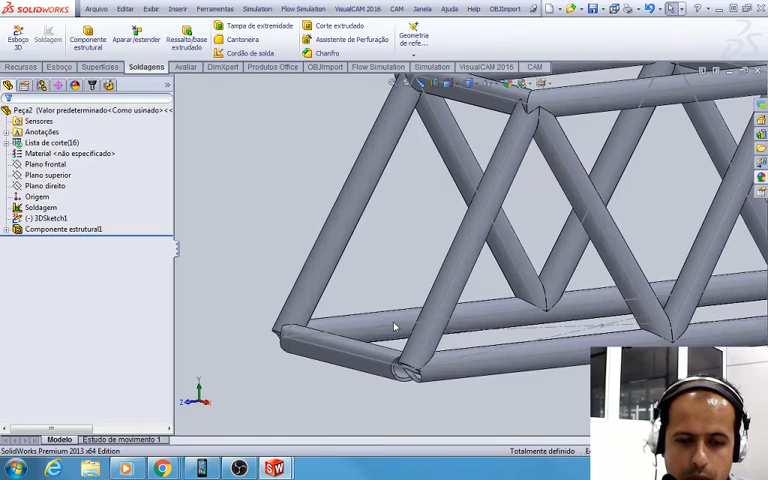 SOLIDWORKS
Arquivo Editar Exibir Inserir Ferramentas Simulation Flow Simulation VisualCAM 2016 CAM Janela Ajuda Help OBJImport
Esboço 3D
Soldagem
Componente estrutural
Aparar/estender
Ressalto/base extrudado
Tampa de extremidade
Cantoneira
Cordão de solda
Corte extrudado
Assistente de Perfuração
Chanfro
Geometria de refe...
Recursos Esboço Superfícies Soldagens Avaliar DimXpert Produtos Office OBJImport Flow Simulation Simulation VisualCAM 2016 CAM
Peça2 (Valor predeterminado<Como usinado><<
Sensores
Anotações
Lista de corte(16)
Material <não especificado>
Plano frontal
Plano superior
Plano direito
Origem
Soldagem
(-) 3DSketch1
Componente estrutural1
Y
Z
X
Modelo Estudo de movimento 1
SolidWorks Premium 2013 x64 Edition
Totalmente definido